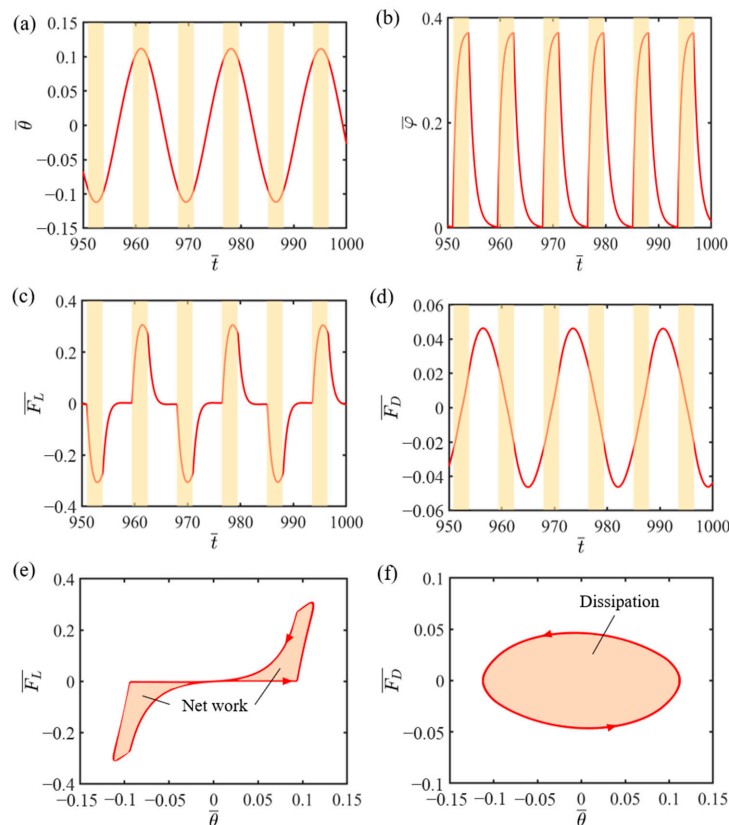 (a)
0.15
0.1
0.05
0
−0.05
−0.1
−0.15
θ̄
950 960 970 980 990 1000
t̄
(b)
0.4
0.2
0
φ̄
950 960 970 980 990 1000
t̄
(c)
0.4
0.2
0
−0.2
−0.4
F̅_L̅
950 960 970 980 990 1000
t̄
(d)
0.06
0.04
0.02
0
−0.02
−0.04
−0.06
F̅_D̅
950 960 970 980 990 1000
t̄
(e)
0.4
0.2
0
−0.2
−0.4
F̅_L̅
Net work
−0.15 −0.1 −0.05 0 0.05 0.1 0.15
θ̄
(f)
0.1
0.05
0
−0.05
−0.1
F̅_D̅
Dissipation
−0.15 −0.1 −0.05 0 0.05 0.1 0.15
θ̄